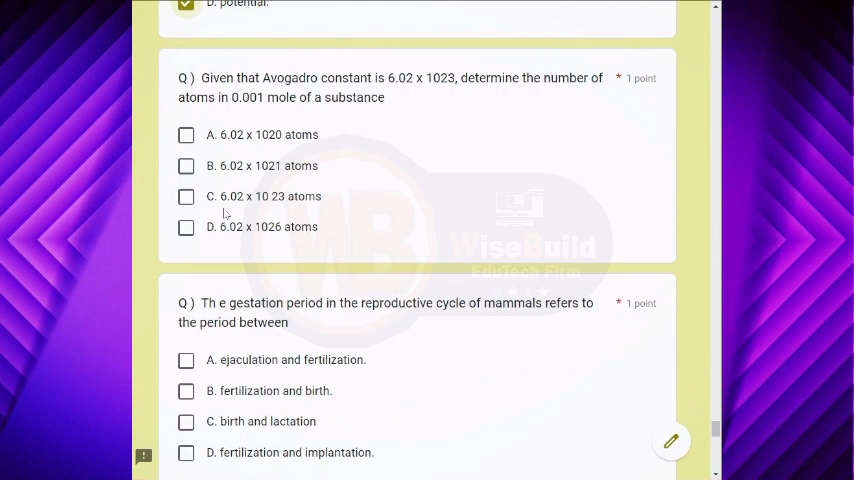 D. potential.
Q ) Given that Avogadro constant is 6.02 x 1023, determine the number of * 1 point
atoms in 0.001 mole of a substance
A. 6.02 x 1020 atoms
B. 6.02 x 1021 atoms
C. 6.02 x 10 23 atoms
D. 6.02 x 1026 atoms
WB
WiseBuild
EduTech Firm
Q ) Th e gestation period in the reproductive cycle of mammals refers to * 1 point
the period between
A. ejaculation and fertilization.
B. fertilization and birth.
C. birth and lactation
D. fertilization and implantation.